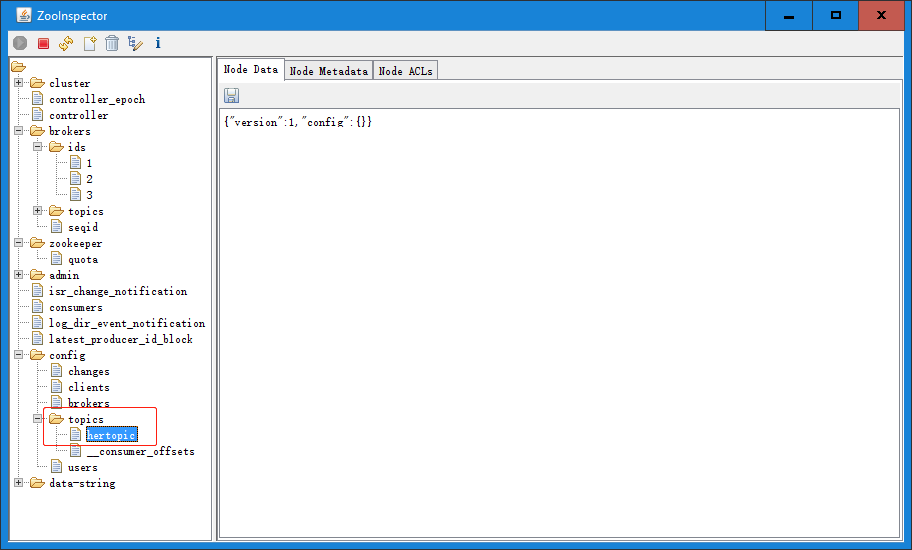 ZooInspector
cluster
controller_epoch
controller
brokers
ids
1
2
3
topics
seqid
zookeeper
quota
admin
isr_change_notification
consumers
log_dir_event_notification
latest_producer_id_block
config
changes
clients
brokers
topics
hertopic
__consumer_offsets
users
data-string
Node Data Node Metadata Node ACLs
{"version":1,"config":{}}